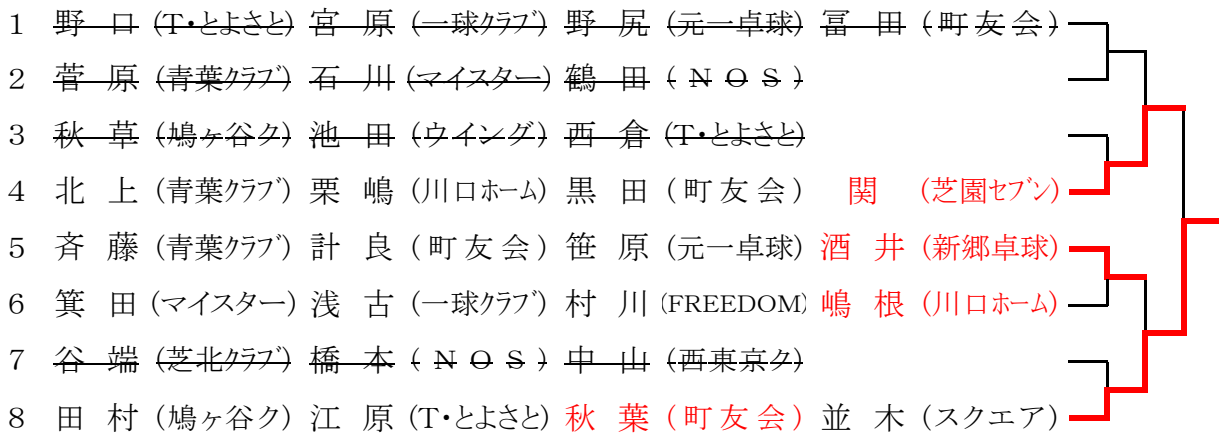 1 野口 (T・とよさと) 宮原 (一球クラブ) 野尻 (元一卓球) 冨田 (町友会)
2 菅原 (青葉クラブ) 石川 (マイスター) 鶴田 (NOS)
3 秋草 (鳩ヶ谷ク) 池田 (ウイング) 西倉 (T・とよさと)
4 北上 (青葉クラブ) 栗嶋 (川口ホーム) 黒田 (町友会) 関 (芝園セブン)
5 斉藤 (青葉クラブ) 計良 (町友会) 笹原 (元一卓球) 酒井 (新郷卓球)
6 箕田 (マイスター) 浅古 (一球クラブ) 村川 (FREEDOM) 嶋根 (川口ホーム)
7 谷端 (芝北クラブ) 橋本 (NOS) 中山 (西東京ク)
8 田村 (鳩ヶ谷ク) 江原 (T・とよさと) 秋葉 (町友会) 並木 (スクエア)